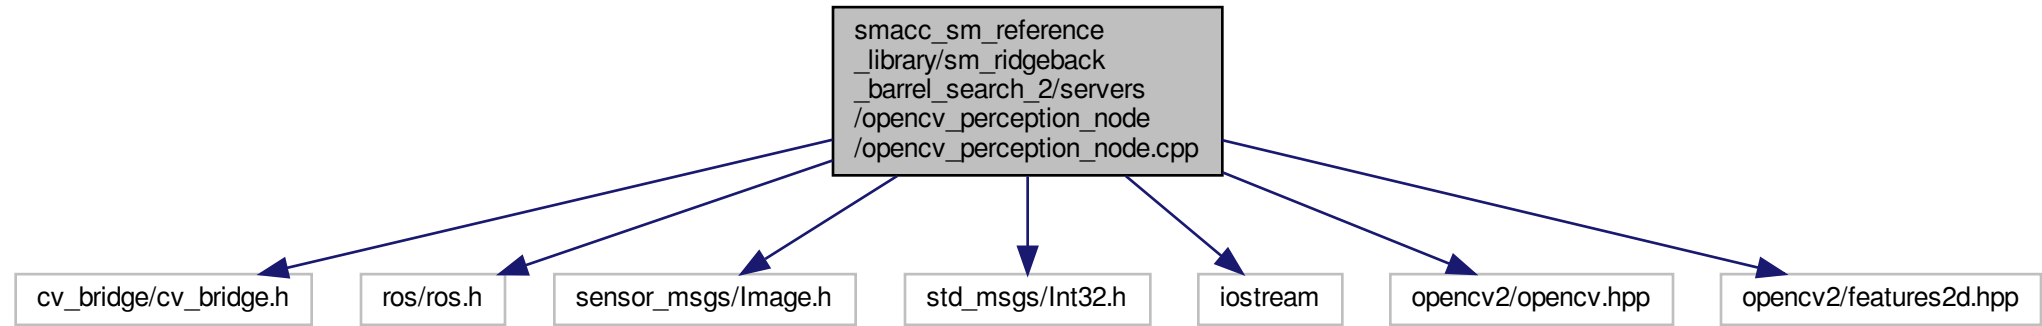 smacc_sm_reference
_library/sm_ridgeback
_barrel_search_2/servers
/opencv_perception_node
/opencv_perception_node.cpp
cv_bridge/cv_bridge.h
ros/ros.h
sensor_msgs/Image.h
std_msgs/Int32.h
iostream
opencv2/opencv.hpp
opencv2/features2d.hpp